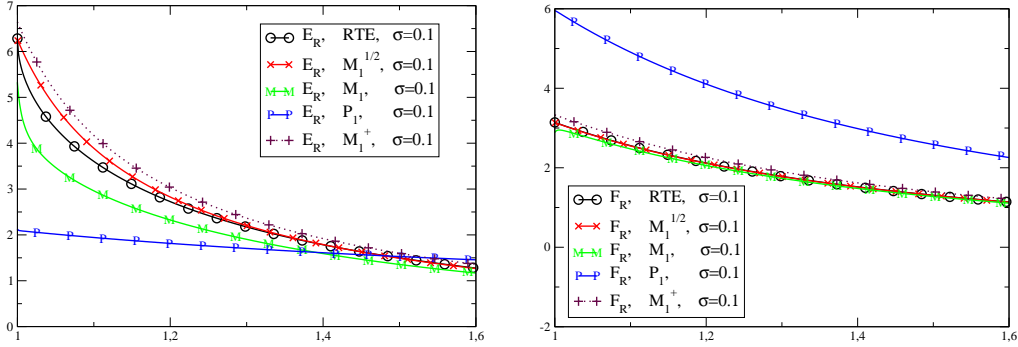 7
6
5
4
3
2
1
0
1
1,2
1,4
1,6
E_R, RTE, σ=0.1
E_R, M_1^{1/2}, σ=0.1
M M E_R, M_1, σ=0.1
P P E_R, P_1, σ=0.1
E_R, M_1^+, σ=0.1
6
4
2
0
-2
1
1,2
1,4
1,6
F_R, RTE, σ=0.1
F_R, M_1^{1/2}, σ=0.1
M M F_R, M_1, σ=0.1
P P F_R, P_1, σ=0.1
F_R, M_1^+, σ=0.1